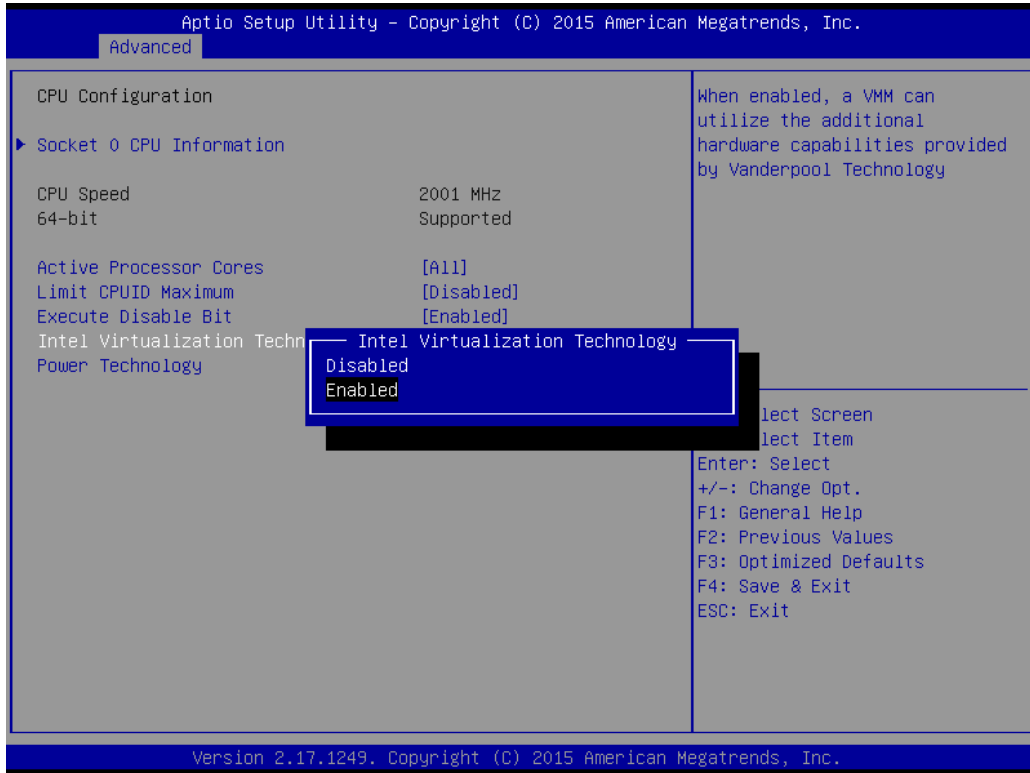 Aptio Setup Utility – Copyright (C) 2015 American Megatrends, Inc.
Advanced
CPU Configuration
Socket 0 CPU Information
CPU Speed 2001 MHz
64-bit Supported
Active Processor Cores [All]
Limit CPUID Maximum [Disabled]
Execute Disable Bit [Enabled]
Intel Virtualization Techn
Power Technology
Intel Virtualization Technology
Disabled
Enabled
When enabled, a VMM can
utilize the additional
hardware capabilities provided
by Vanderpool Technology
lect Screen
lect Item
Enter: Select
+/-: Change Opt.
F1: General Help
F2: Previous Values
F3: Optimized Defaults
F4: Save & Exit
ESC: Exit
Version 2.17.1249. Copyright (C) 2015 American Megatrends, Inc.